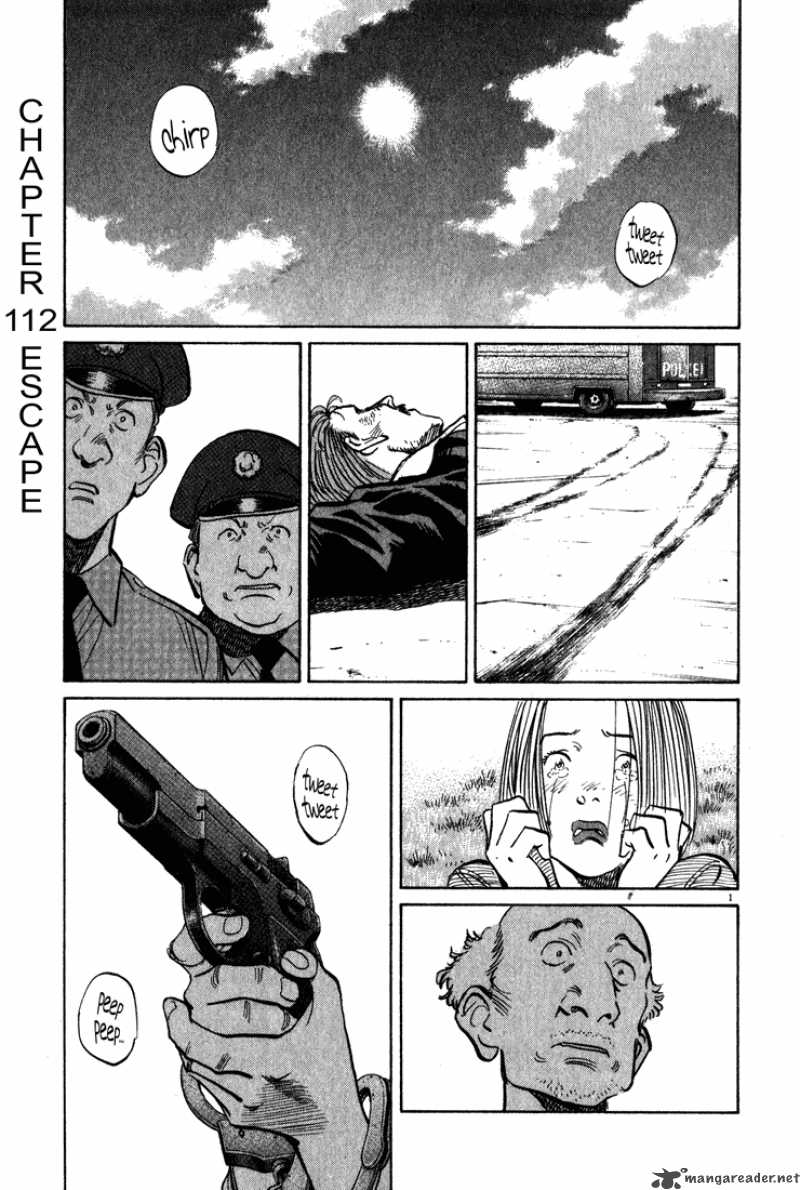 CHAPTER 112 ESCAPE
chirp
tweet
tweet
POLIZEI
tweet
tweet
peep
peep...
1
mangareader.net